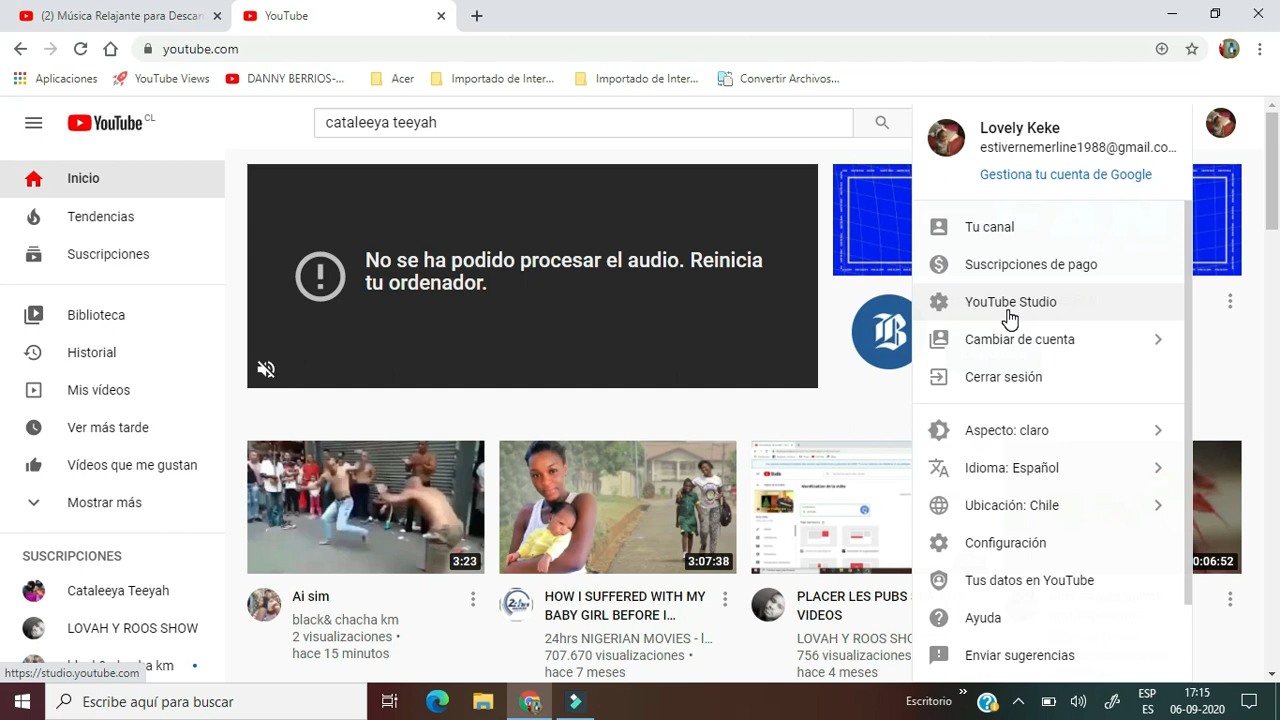 (2) Música Relajante para Descan
YouTube
youtube.com
Aplicaciones
YouTube Views
DANNY BERRIOS-...
Acer
Importado de Inter...
Importado de Inter...
Convertir Archivos...
YouTube CL
cataleeya teeyah
Lovely Keke
estivernemerline1988@gmail.co...
Gestiona tu cuenta de Google
Inicio
Tendencias
Suscripciones
Biblioteca
Historial
Mis vídeos
Ver más tarde
Vídeos que me gustan
Mostrar más
SUSCRIPCIONES
Cataleeya Teeyah
LOVAH Y ROOS SHOW
black& chacha km
https://studio.youtube.com
No se ha podido procesar el audio. Reinicia
tu ordenador.
Tu canal
Suscripciones de pago
YouTube Studio
Cambiar de cuenta
Cerrar sesión
Aspecto: claro
Idioma: Español
Ubicación: Chile
Configuración
Tus datos en YouTube
Ayuda
Enviar sugerencias
3:23
3:07:38
0:06:52
Ai sim
black& chacha km
2 visualizaciones •
hace 15 minutos
HOW I SUFFERED WITH MY
BABY GIRL BEFORE I...
24hrs NIGERIAN MOVIES - l...
707.670 visualizaciones •
hace 7 meses
PLACER LES PUBS
VIDEOS
LOVAH Y ROOS SHO
756 visualizaciones
hace 4 meses
Escribe aquí para buscar
Escritorio
ESP
ES
17:15
06-09-2020